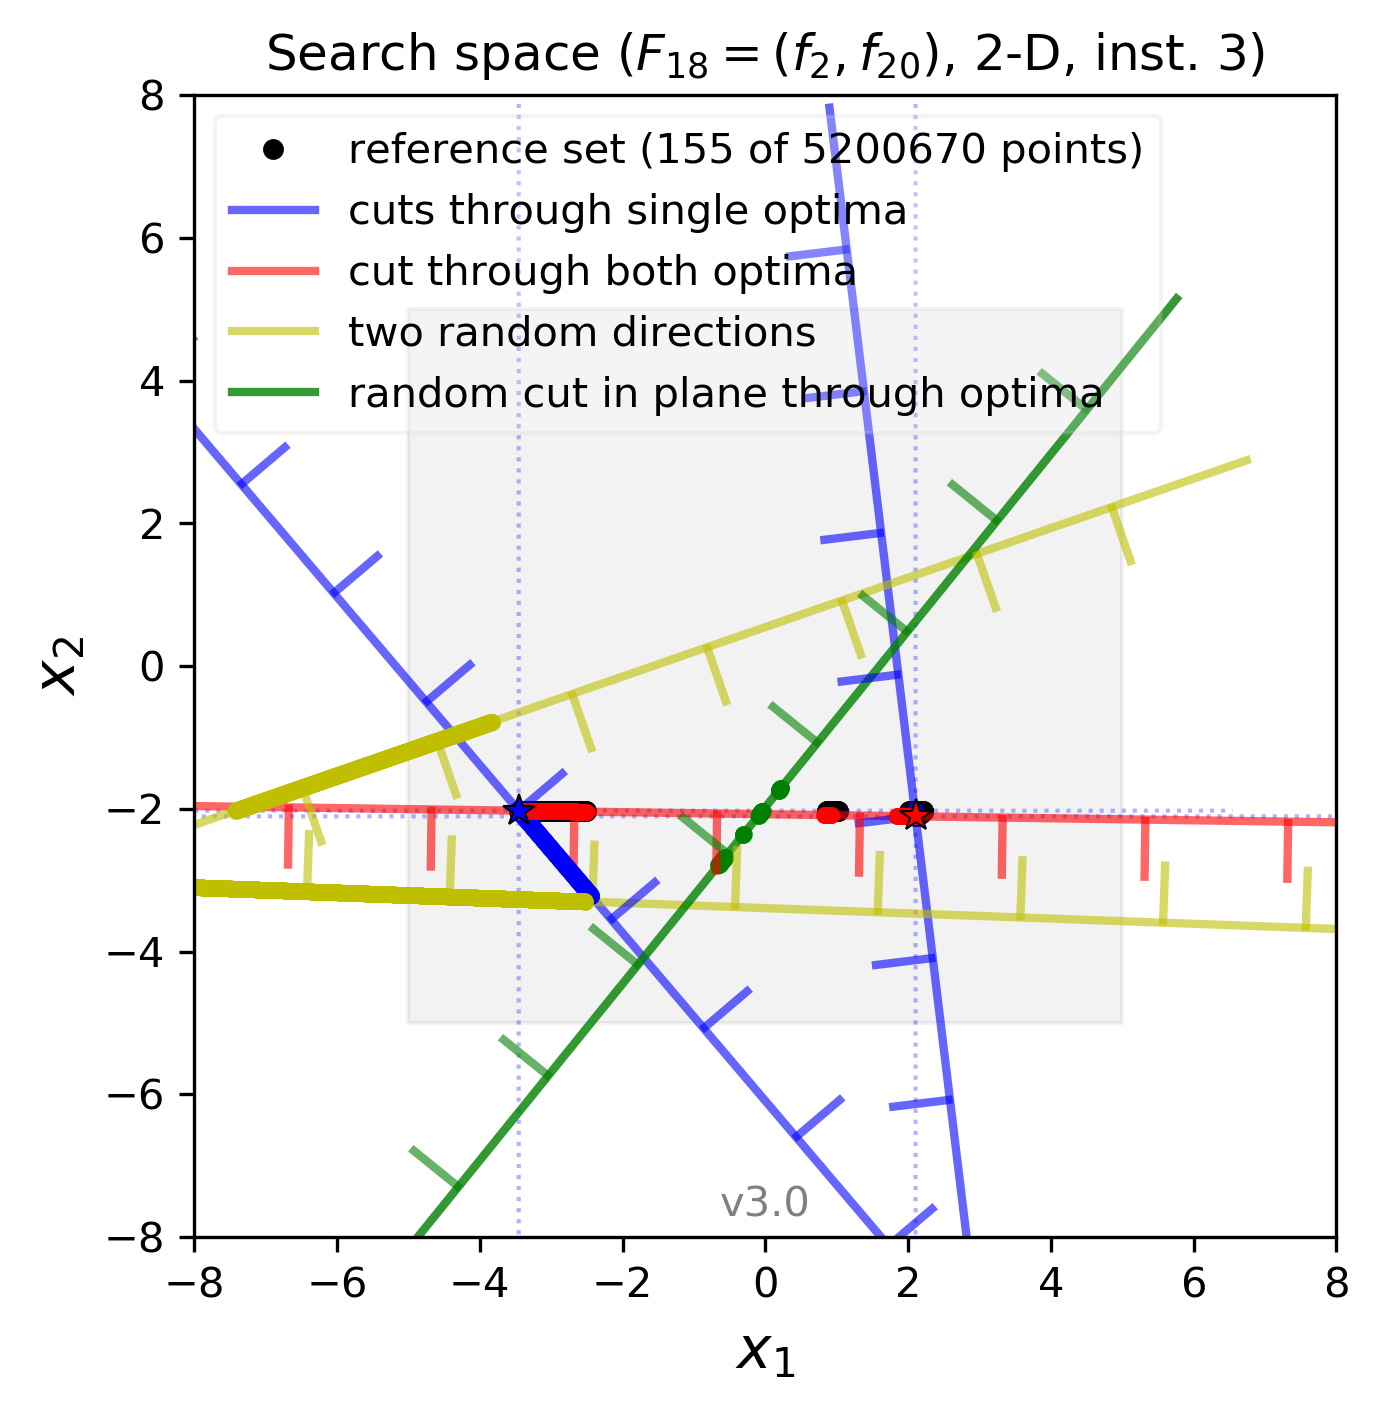 Search space (F₁₈ = (f₂, f₂₀), 2-D, inst. 3)
reference set (155 of 5200670 points)
cuts through single optima
cut through both optima
two random directions
random cut in plane through optima
8
6
4
2
0
−2
−4
−6
−8
x₂
v3.0
−8 −6 −4 −2 0 2 4 6 8
x₁